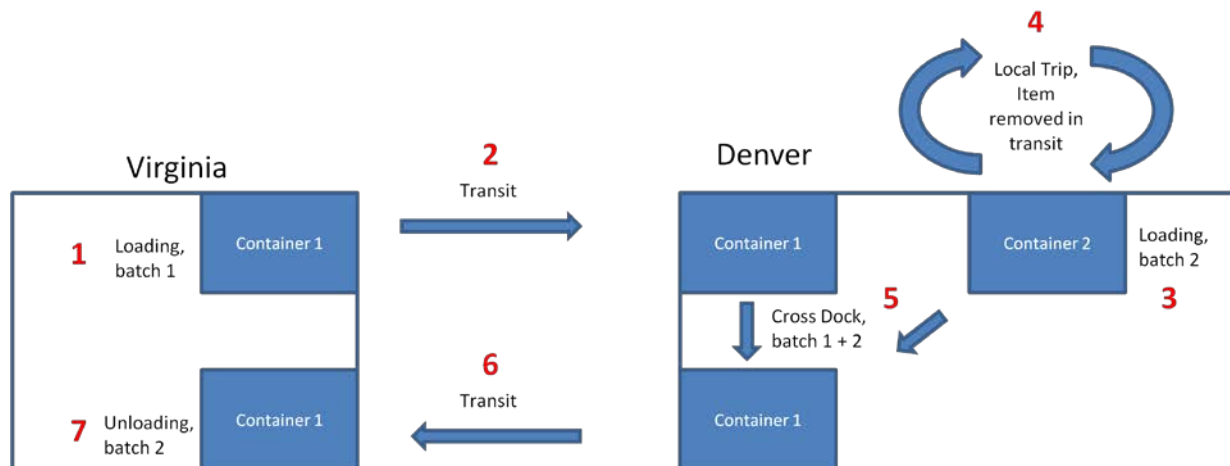 4
Local Trip,
Item
removed in
transit
Virginia
2
Transit
Denver
1
Loading,
batch 1
Container 1
Container 1
Container 2
Loading,
batch 2
3
5
Cross Dock,
batch 1 + 2
6
Transit
7
Unloading,
batch 2
Container 1
Container 1